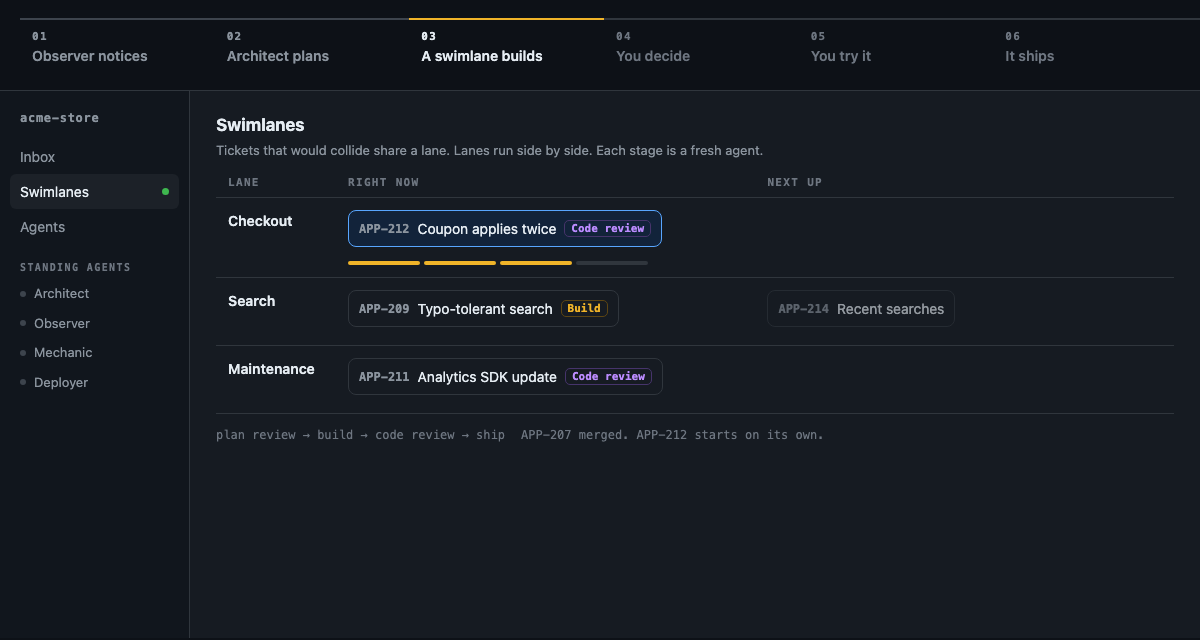 01 02 03 04 05 06
Observer notices Architect plans A swimlane builds You decide You try it It ships
acme-store
Inbox
Swimlanes
Agents
STANDING AGENTS
Architect
Observer
Mechanic
Deployer
Swimlanes
Tickets that would collide share a lane. Lanes run side by side. Each stage is a fresh agent.
LANE RIGHT NOW NEXT UP
Checkout APP-212 Coupon applies twice Code review
Search APP-209 Typo-tolerant search Build APP-214 Recent searches
Maintenance APP-211 Analytics SDK update Code review
plan review → build → code review → ship APP-207 merged. APP-212 starts on its own.